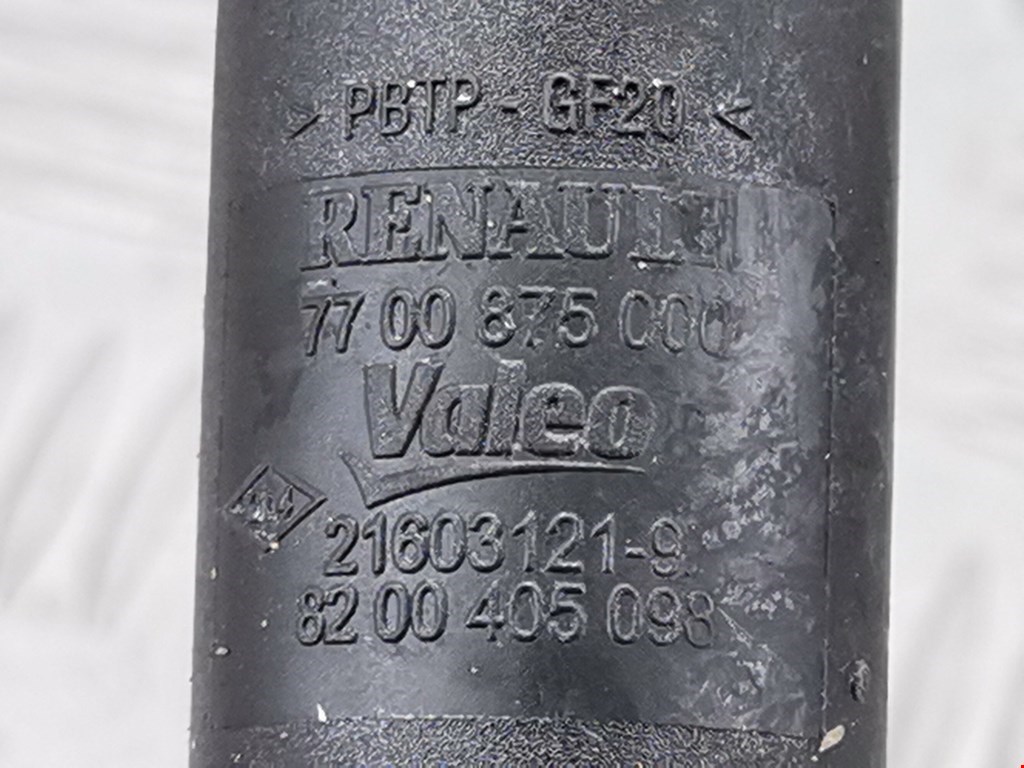 > PBTP - GF20 <
RENAULT
77 00 875 000
Valeo
21603121-9
82 00 405 098